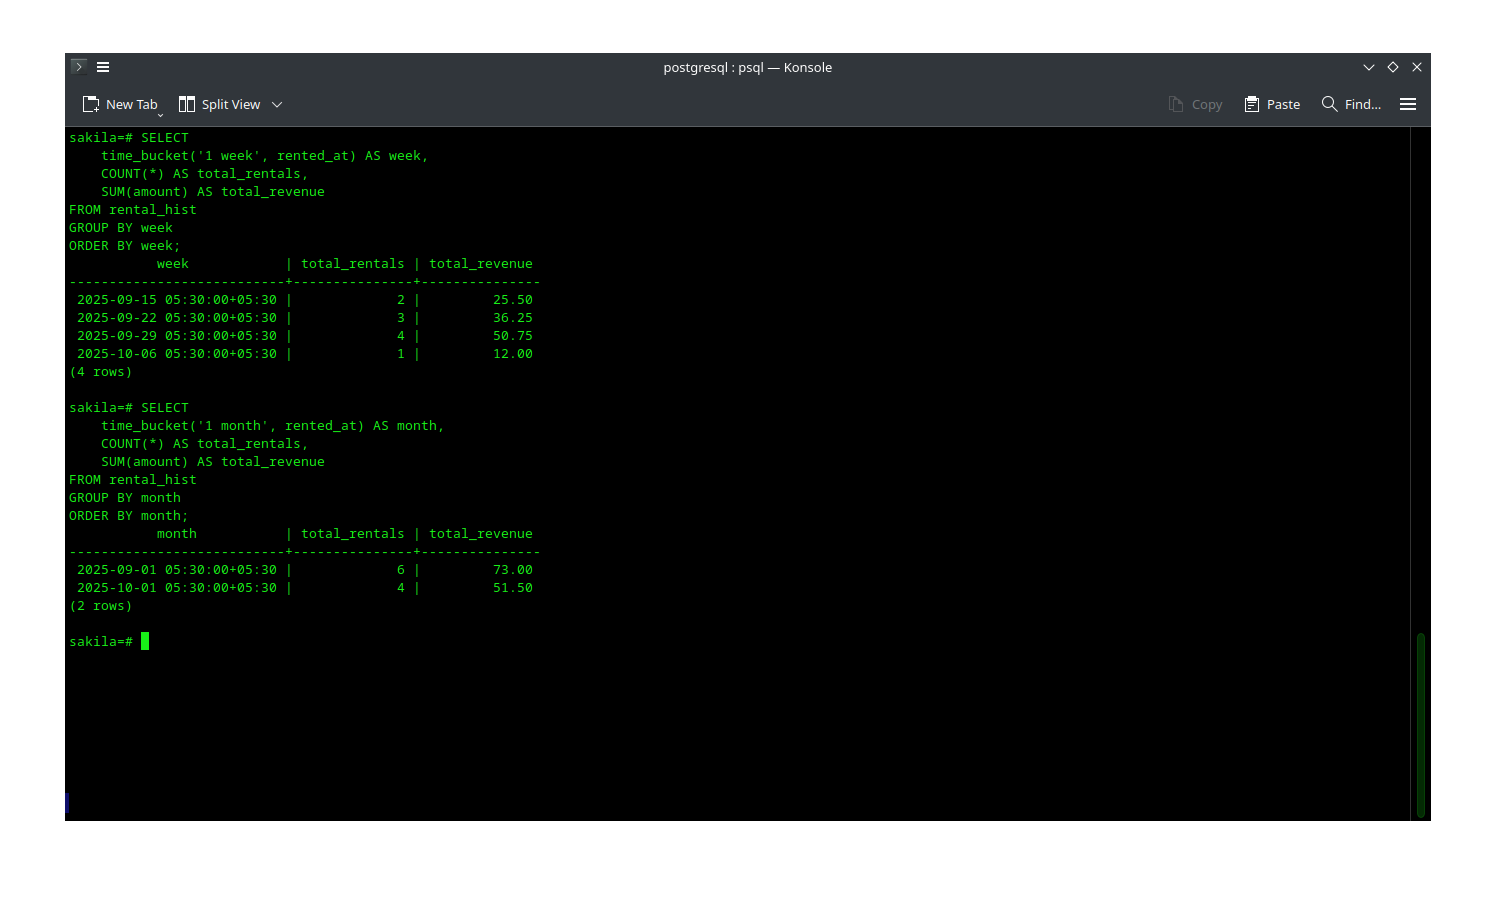 postgresql : psql — Konsole
New Tab Split View Copy Paste Find...
sakila=# SELECT
    time_bucket('1 week', rented_at) AS week,
    COUNT(*) AS total_rentals,
    SUM(amount) AS total_revenue
FROM rental_hist
GROUP BY week
ORDER BY week;
           week            | total_rentals | total_revenue
---------------------------+---------------+---------------
 2025-09-15 05:30:00+05:30 |             2 |         25.50
 2025-09-22 05:30:00+05:30 |             3 |         36.25
 2025-09-29 05:30:00+05:30 |             4 |         50.75
 2025-10-06 05:30:00+05:30 |             1 |         12.00
(4 rows)

sakila=# SELECT
    time_bucket('1 month', rented_at) AS month,
    COUNT(*) AS total_rentals,
    SUM(amount) AS total_revenue
FROM rental_hist
GROUP BY month
ORDER BY month;
           month           | total_rentals | total_revenue
---------------------------+---------------+---------------
 2025-09-01 05:30:00+05:30 |             6 |         73.00
 2025-10-01 05:30:00+05:30 |             4 |         51.50
(2 rows)

sakila=#